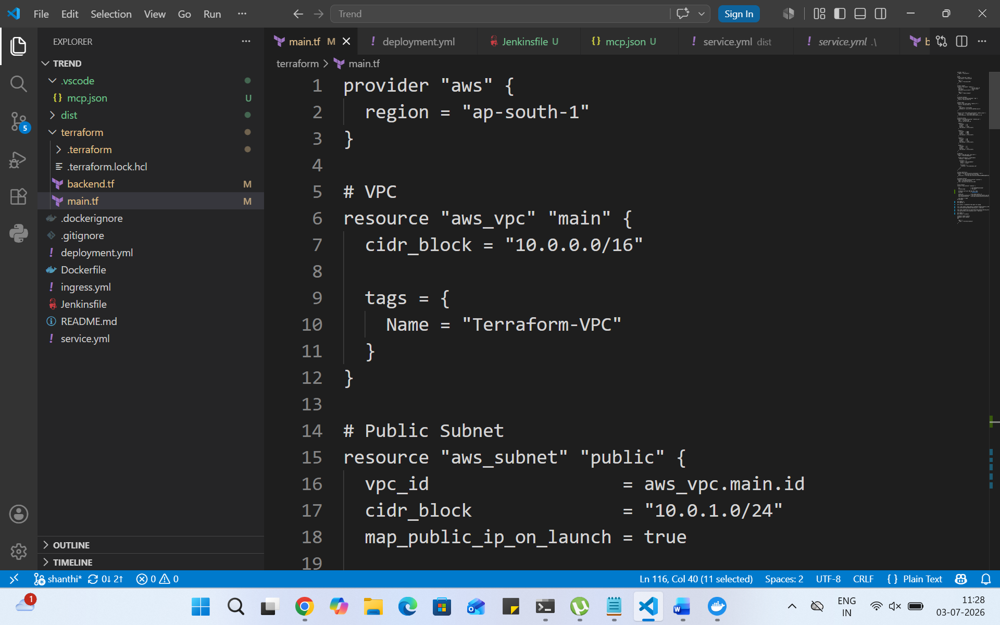 File Edit Selection View Go Run ···
Trend
Sign In
EXPLORER
TREND
.vscode
{} mcp.json U
dist
terraform
.terraform
.terraform.lock.hcl
backend.tf M
main.tf M
.dockerignore
.gitignore
! deployment.yml
Dockerfile
! ingress.yml
Jenkinsfile
README.md
! service.yml
OUTLINE
TIMELINE
main.tf M
! deployment.yml
Jenkinsfile U
{} mcp.json U
! service.yml dist
! service.yml .\
b
terraform > main.tf
1 provider "aws" {
2 region = "ap-south-1"
3 }
4
5 # VPC
6 resource "aws_vpc" "main" {
7 cidr_block = "10.0.0.0/16"
8
9 tags = {
10 Name = "Terraform-VPC"
11 }
12 }
13
14 # Public Subnet
15 resource "aws_subnet" "public" {
16 vpc_id = aws_vpc.main.id
17 cidr_block = "10.0.1.0/24"
18 map_public_ip_on_launch = true
19
5
shanthi* 0↓ 2↑ 0 0
Ln 116, Col 40 (11 selected) Spaces: 2 UTF-8 CRLF {} Plain Text
1
ENG
IN
11:28
03-07-2026